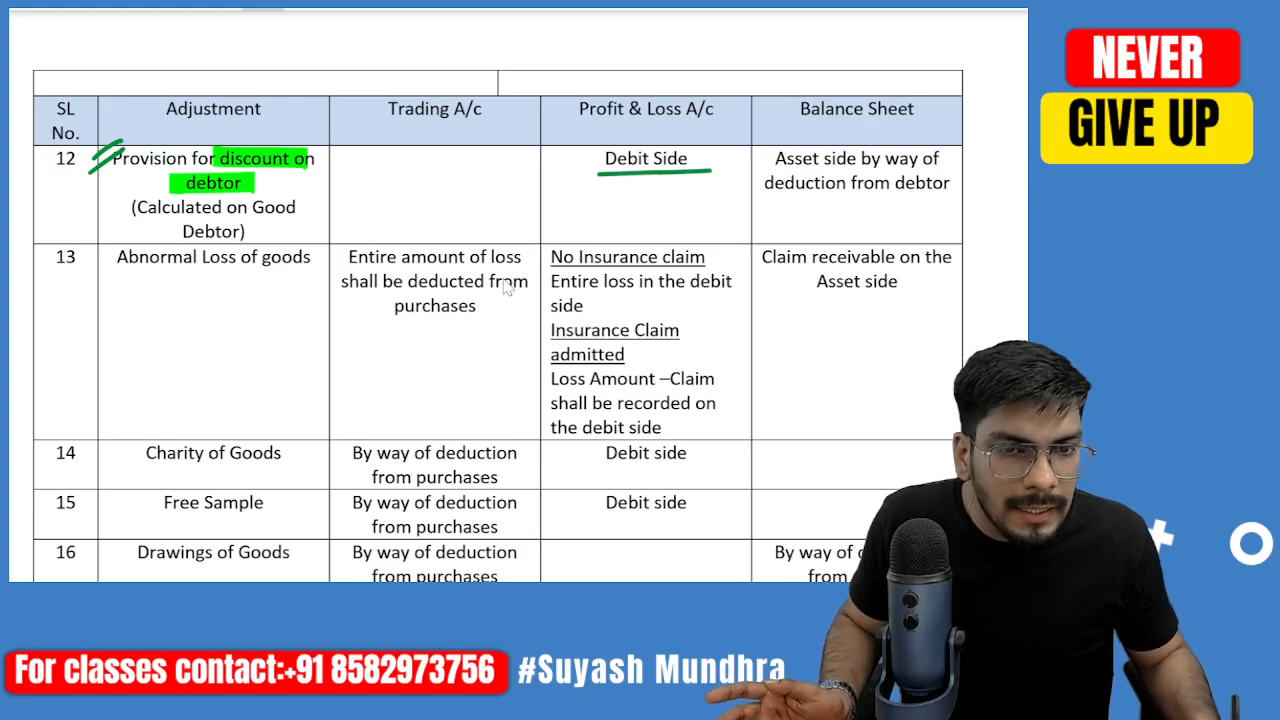 NEVER
GIVE UP
SL No.
Adjustment
Trading A/c
Profit & Loss A/c
Balance Sheet
12
Provision for discount on
debtor
(Calculated on Good
Debtor)
Debit Side
Asset side by way of
deduction from debtor
13
Abnormal Loss of goods
Entire amount of loss
shall be deducted from
purchases
No Insurance claim
Entire loss in the debit
side
Insurance Claim
admitted
Loss Amount –Claim
shall be recorded on
the debit side
Claim receivable on the
Asset side
14
Charity of Goods
By way of deduction
from purchases
Debit side
15
Free Sample
By way of deduction
from purchases
Debit side
16
Drawings of Goods
By way of deduction
from purchases
By way of
from
For classes contact:+91 8582973756
#Suyash Mundhra